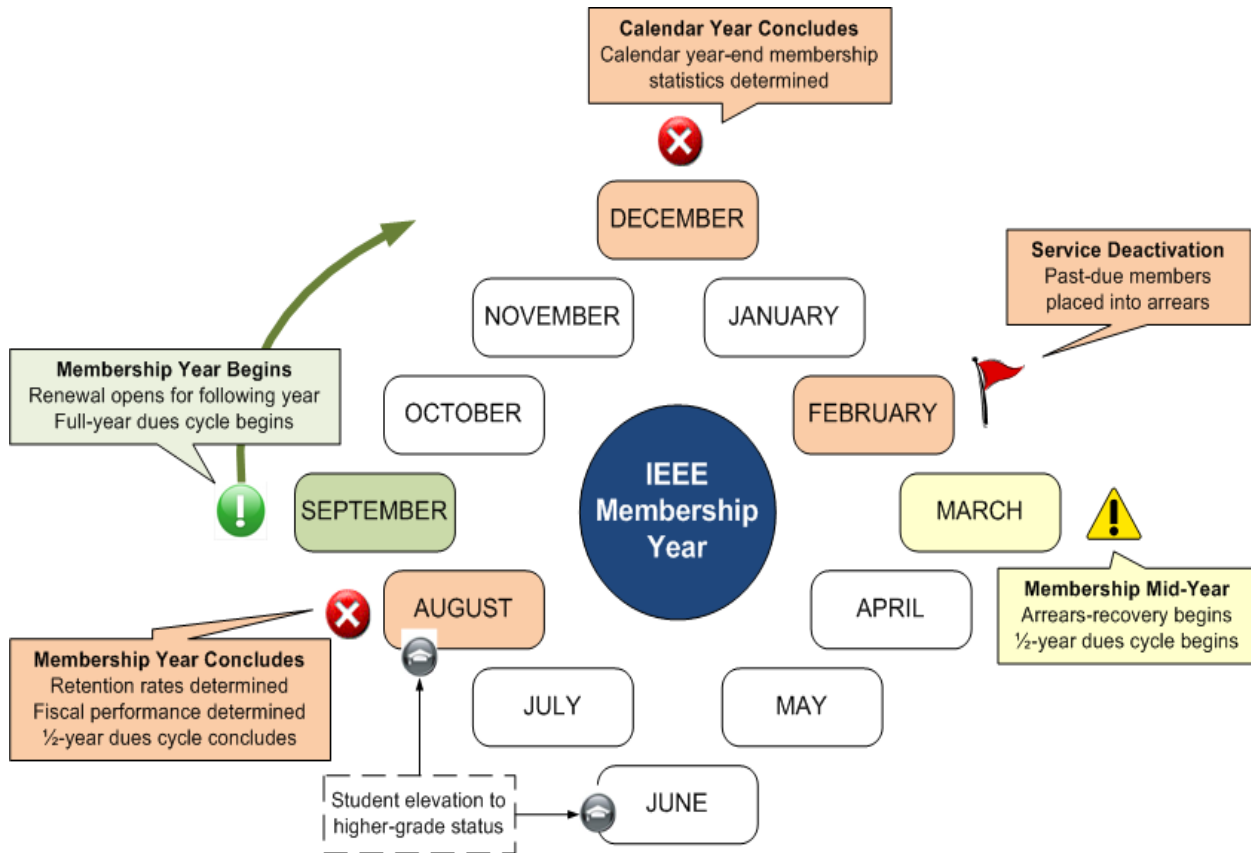 Calendar Year Concludes
Calendar year-end membership
statistics determined
DECEMBER
NOVEMBER
JANUARY
Service Deactivation
Past-due members
placed into arrears
Membership Year Begins
Renewal opens for following year
Full-year dues cycle begins
OCTOBER
FEBRUARY
IEEE
Membership
Year
SEPTEMBER
MARCH
AUGUST
APRIL
Membership Mid-Year
Arrears-recovery begins
½-year dues cycle begins
Membership Year Concludes
Retention rates determined
Fiscal performance determined
½-year dues cycle concludes
JULY
MAY
Student elevation to
higher-grade status
JUNE